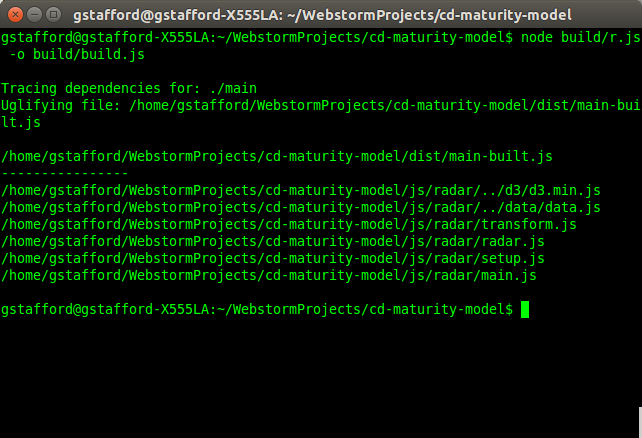 gstafford@gstafford-X555LA: ~/WebstormProjects/cd-maturity-model
gstafford@gstafford-X555LA:~/WebstormProjects/cd-maturity-model$ node build/r.js
 -o build/build.js
Tracing dependencies for: ./main
Uglifying file: /home/gstafford/WebstormProjects/cd-maturity-model/dist/main-bui
lt.js
/home/gstafford/WebstormProjects/cd-maturity-model/dist/main-built.js
----------------
/home/gstafford/WebstormProjects/cd-maturity-model/js/radar/../d3/d3.min.js
/home/gstafford/WebstormProjects/cd-maturity-model/js/radar/../data/data.js
/home/gstafford/WebstormProjects/cd-maturity-model/js/radar/transform.js
/home/gstafford/WebstormProjects/cd-maturity-model/js/radar/radar.js
/home/gstafford/WebstormProjects/cd-maturity-model/js/radar/setup.js
/home/gstafford/WebstormProjects/cd-maturity-model/js/radar/main.js
gstafford@gstafford-X555LA:~/WebstormProjects/cd-maturity-model$